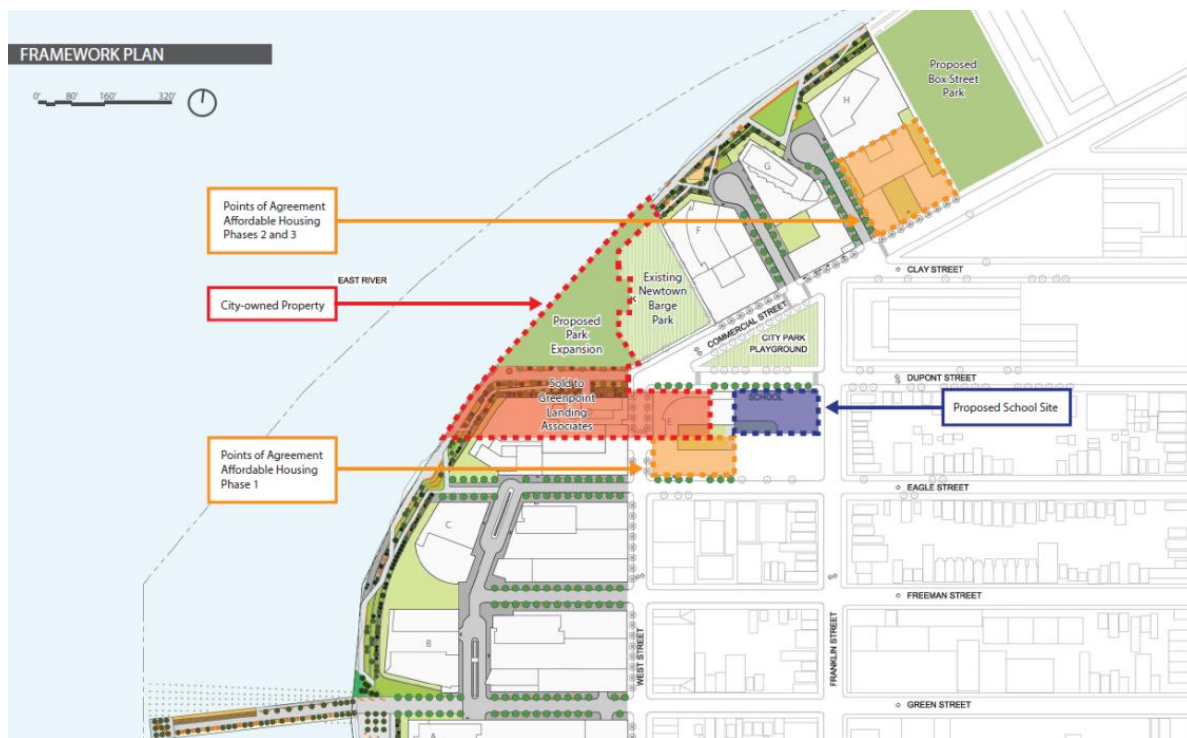 FRAMEWORK PLAN
0' 80' 160' 320'
Proposed
Box Street
Park
H
G
F
Points of Agreement
Affordable Housing
Phases 2 and 3
CLAY STREET
EAST RIVER
City-owned Property
Existing
Newtown
Barge
Park
K
Proposed
Park
Expansion
COMMERCIAL STREET
CITY PARK
PLAYGROUND
DUPONT STREET
Sold to
Greenpoint
Landing
Associates
SCHOOL
E
Proposed School Site
Points of Agreement
Affordable Housing
Phase 1
EAGLE STREET
C
FREEMAN STREET
B
WEST STREET
FRANKLIN STREET
GREEN STREET
A